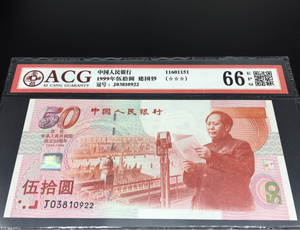 ACG
AI CANG GUARANTY
中国人民银行 11601151
1999年伍拾圆 建国钞 (☆☆☆)
冠号: J03810922
66 EPQ
50
中国人民银行
伍拾圆
J03810922